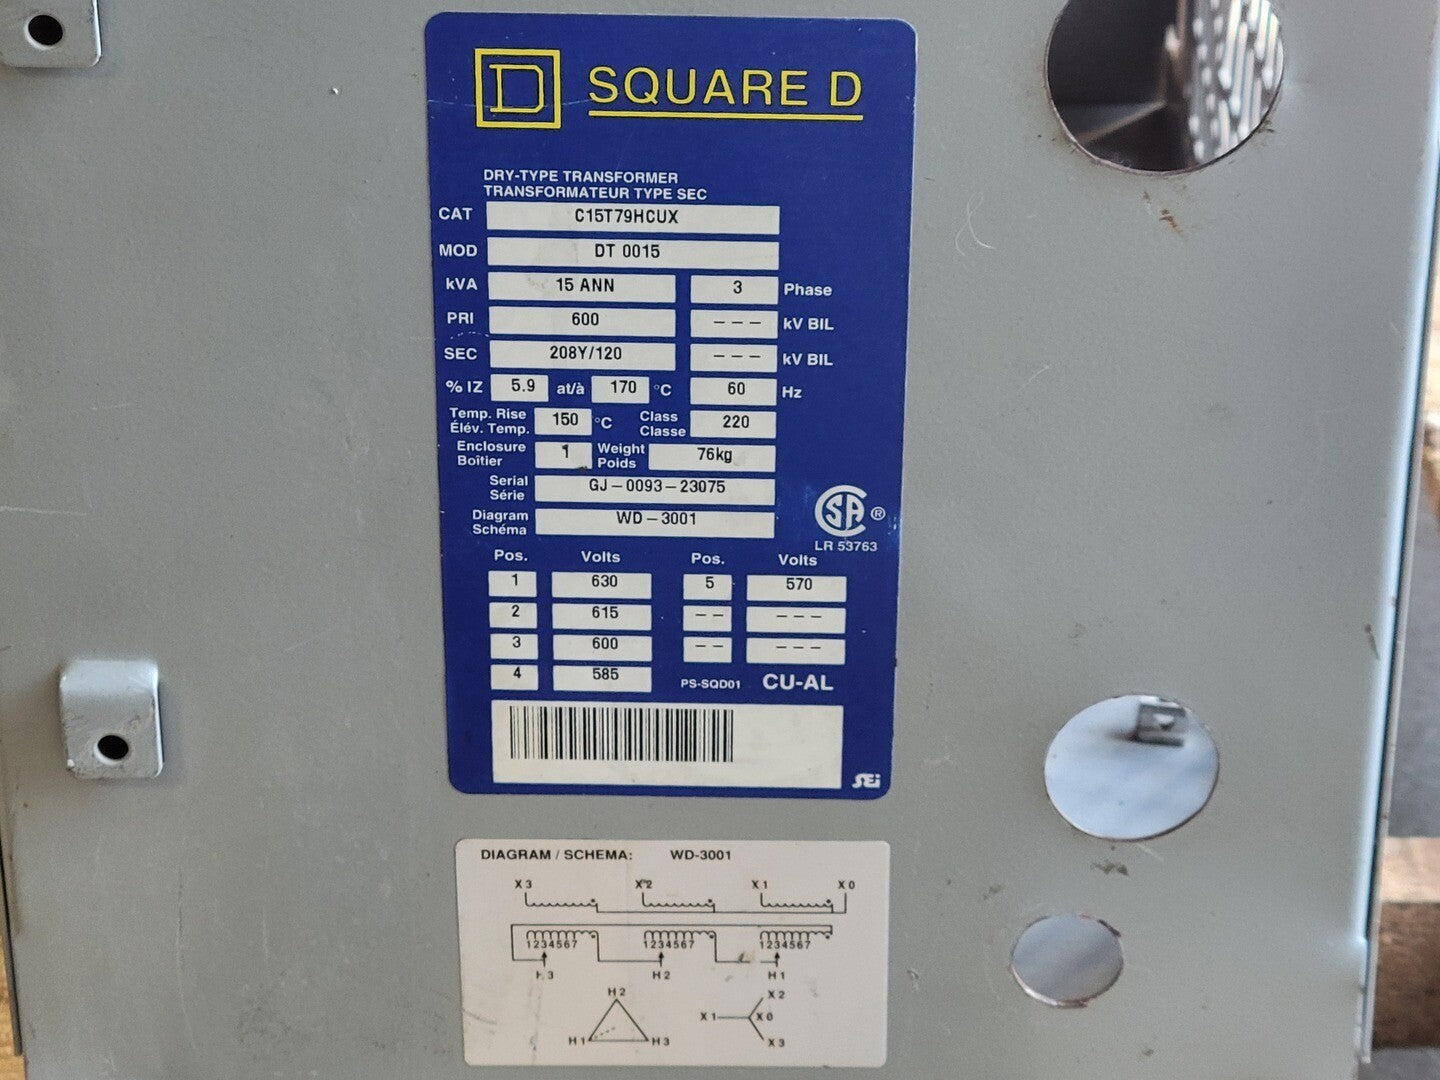 D SQUARE D
DRY-TYPE TRANSFORMER
TRANSFORMATEUR TYPE SEC
CAT C15T79HCUX
MOD DT 0015
kVA 15 ANN 3 Phase
PRI 600 --- kV BIL
SEC 208Y/120 --- kV BIL
% IZ 5.9 at/à 170 °C 60 Hz
Temp. Rise 150 °C Class 220
Élév. Temp. Classe
Enclosure 1 Weight 76kg
Boîtier Poids
Serial GJ-0093-23075
Série
Diagram WD-3001
Schéma
CSA ®
LR 53763
Pos. Volts Pos. Volts
1 630 5 570
2 615 -- ---
3 600 -- ---
4 585 PS-SQD01 CU-AL
SEi
DIAGRAM / SCHEMA: WD-3001
X3 X2 X1 X0
1234567 1234567 1234567
H3 H2 H1
H2 X2
X1 X0
H1 H3 X3